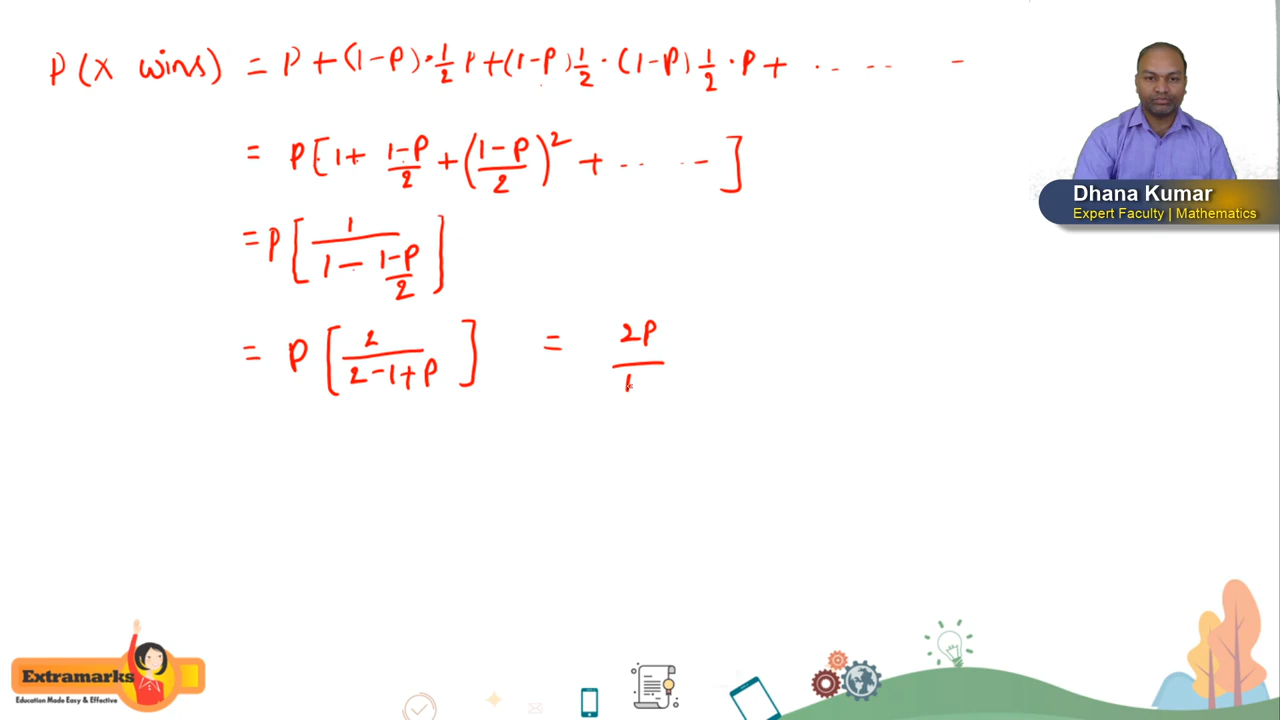 P(X wins) = P + (1-P)·1/2 P + (1-P) 1/2 · (1-P) 1/2 · P + ..... -
= P[1 + (1-P)/2 + ((1-P)/2)² + .....-]
= P[1/(1 - (1-P)/2)]
= P[2/(2-1+P)] = 2P/1
Dhana Kumar
Expert Faculty | Mathematics
Extramarks
Education Made Easy & Effective